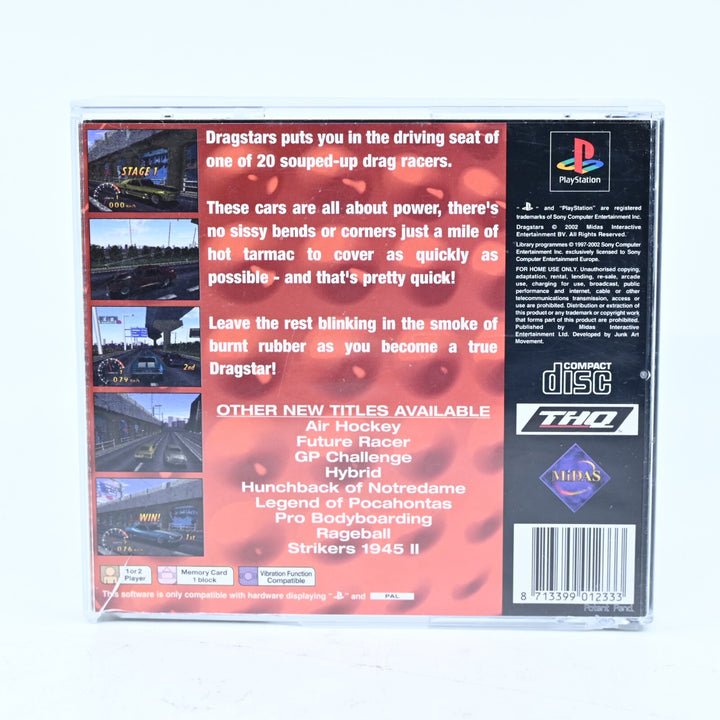 Dragstars puts you in the driving seat of
one of 20 souped-up drag racers.
These cars are all about power, there's
no sissy bends or corners just a mile of
hot tarmac to cover as quickly as
possible - and that's pretty quick!
Leave the rest blinking in the smoke of
burnt rubber as you become a true
Dragstar!
OTHER NEW TITLES AVAILABLE
Air Hockey
Future Racer
GP Challenge
Hybrid
Hunchback of Notredame
Legend of Pocahontas
Pro Bodyboarding
Rageball
Strikers 1945 II
STAGE 1
000 km/h
079 km/h
2nd
WIN!
076 km/h
1st
1 or 2
Player
Memory Card
1 block
Vibration Function
Compatible
This software is only compatible with hardware displaying " " and PAL
PlayStation
" " and "PlayStation" are registered
trademarks of Sony Computer Entertainment Inc.
Dragstars © 2002 Midas Interactive
Entertainment BV. All Rights Reserved.
Library programmes © 1997-2002 Sony Computer
Entertainment Inc. exclusively licensed to Sony
Computer Entertainment Europe.
FOR HOME USE ONLY. Unauthorised copying,
adaptation, rental, lending, re-sale, arcade
use, charging for use, broadcast, public
performance and internet, cable or other
telecommunications transmission, access or
use are prohibited. Distribution or extraction of
this product or any trademark or copyright work
that forms part of this product are prohibited.
Published by Midas Interactive
Entertainment Ltd. Developed by Junk Art
Movement.
COMPACT
disc
®
THQ
MiDAS
8 713399 012333
Patent Pend.